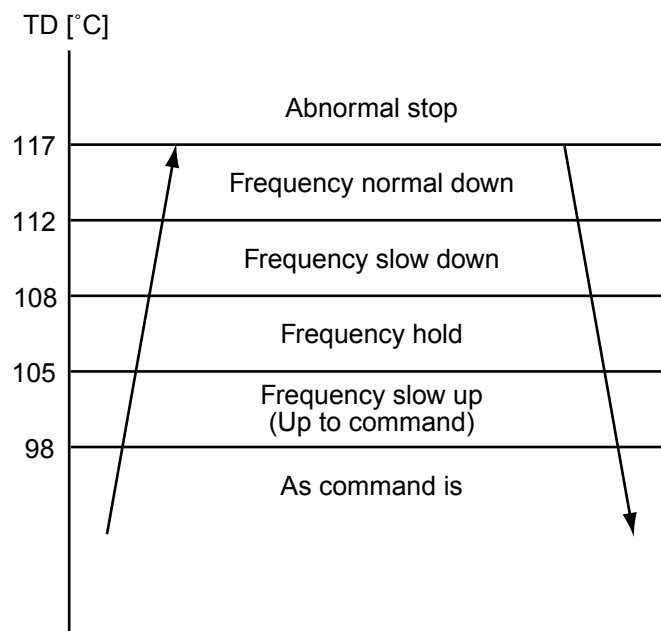 TD [˚C]
Abnormal stop
117
Frequency normal down
112
Frequency slow down
108
Frequency hold
105
Frequency slow up
(Up to command)
98
As command is